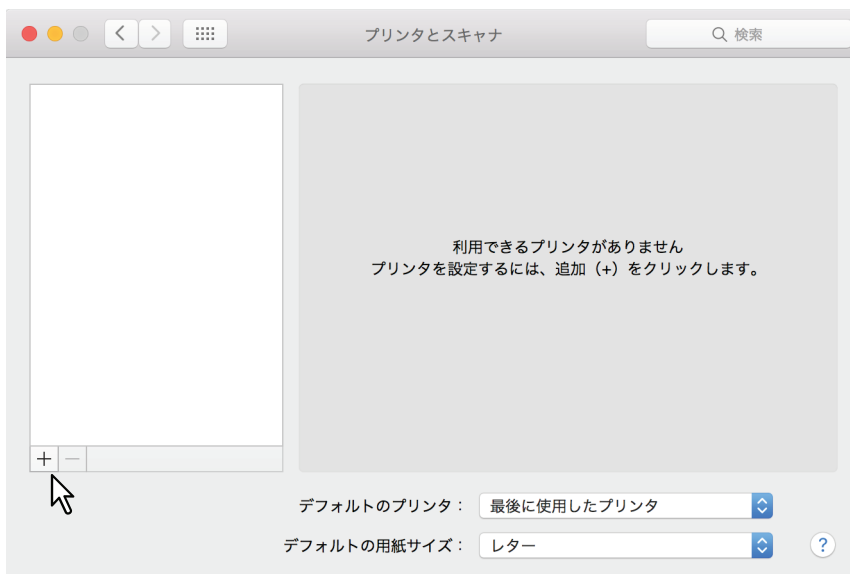 プリンタとスキャナ
検索
利用できるプリンタがありません
プリンタを設定するには、追加（+）をクリックします。
+ −
デフォルトのプリンタ： 最後に使用したプリンタ
デフォルトの用紙サイズ： レター ?